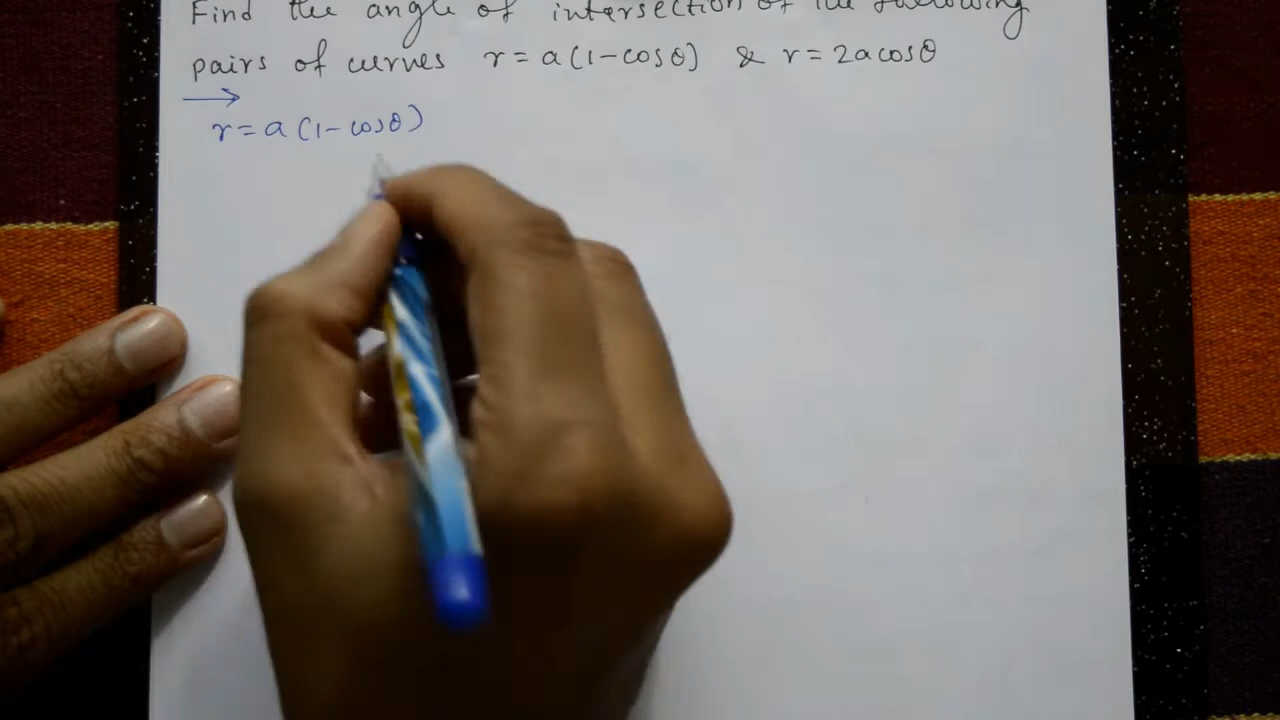 Find the angle of intersection of the following
pairs of curves r = a(1-cosθ) & r = 2acosθ
→
r = a(1-cosθ)